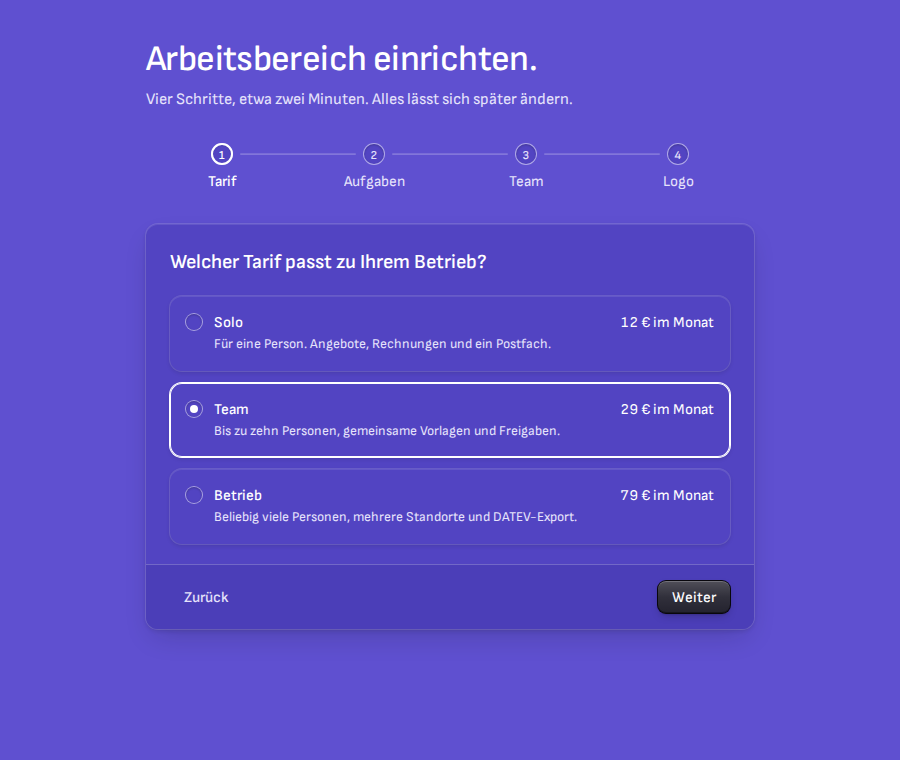 Arbeitsbereich einrichten.
Vier Schritte, etwa zwei Minuten. Alles lässt sich später ändern.
1 2 3 4
Tarif Aufgaben Team Logo
Welcher Tarif passt zu Ihrem Betrieb?
Solo 12 € im Monat
Für eine Person. Angebote, Rechnungen und ein Postfach.
Team 29 € im Monat
Bis zu zehn Personen, gemeinsame Vorlagen und Freigaben.
Betrieb 79 € im Monat
Beliebig viele Personen, mehrere Standorte und DATEV-Export.
Zurück Weiter